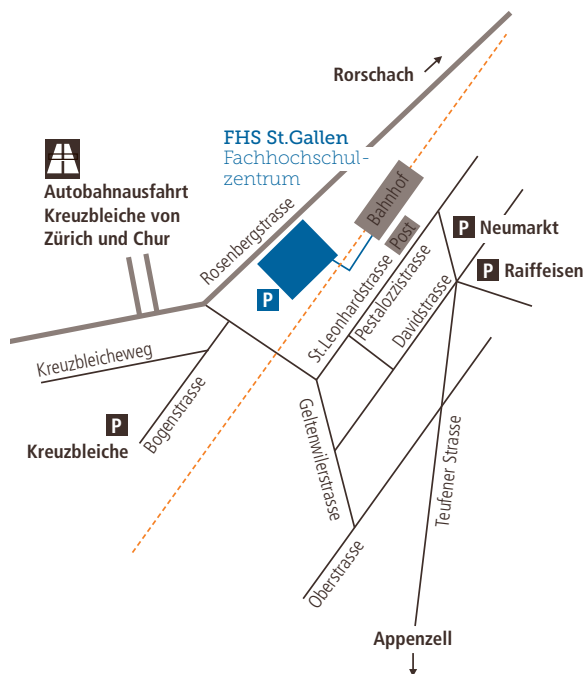 Rorschach
FHS St.Gallen
Fachhochschul-
zentrum
Autobahnausfahrt
Kreuzbleiche von
Zürich und Chur
Rosenbergstrasse
Bahnhof
Post
P
P Neumarkt
P Raiffeisen
St.Leonhardstrasse
Pestalozzistrasse
Davidstrasse
Kreuzbleicheweg
Bogenstrasse
P
Kreuzbleiche
Geltenwilerstrasse
Teufener Strasse
Oberstrasse
Appenzell